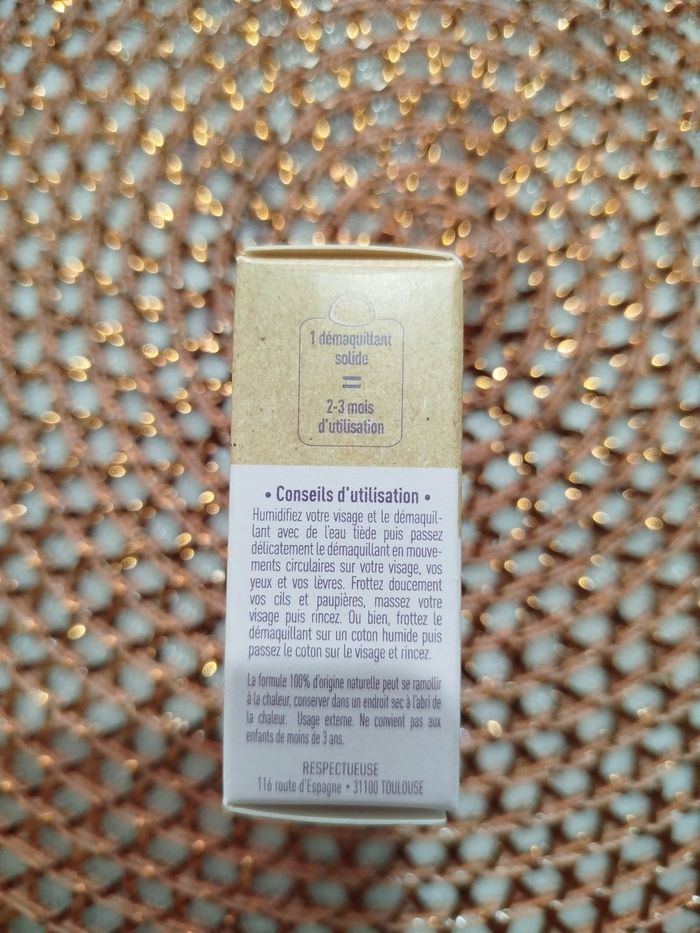 1 démaquillant
solide
=
2-3 mois
d'utilisation
• Conseils d'utilisation •
Humidifiez votre visage et le démaquil-
lant avec de l'eau tiède puis passez
délicatement le démaquillant en mouve-
ments circulaires sur votre visage, vos
yeux et vos lèvres. Frottez doucement
vos cils et paupières, massez votre
visage puis rincez. Ou bien, frottez le
démaquillant sur un coton humide puis
passez le coton sur le visage et rincez.
La formule 100% d'origine naturelle peut se ramollir
à la chaleur, conserver dans un endroit sec à l'abri de
la chaleur. Usage externe. Ne convient pas aux
enfants de moins de 3 ans.
RESPECTUEUSE
116 route d'Espagne • 31100 TOULOUSE